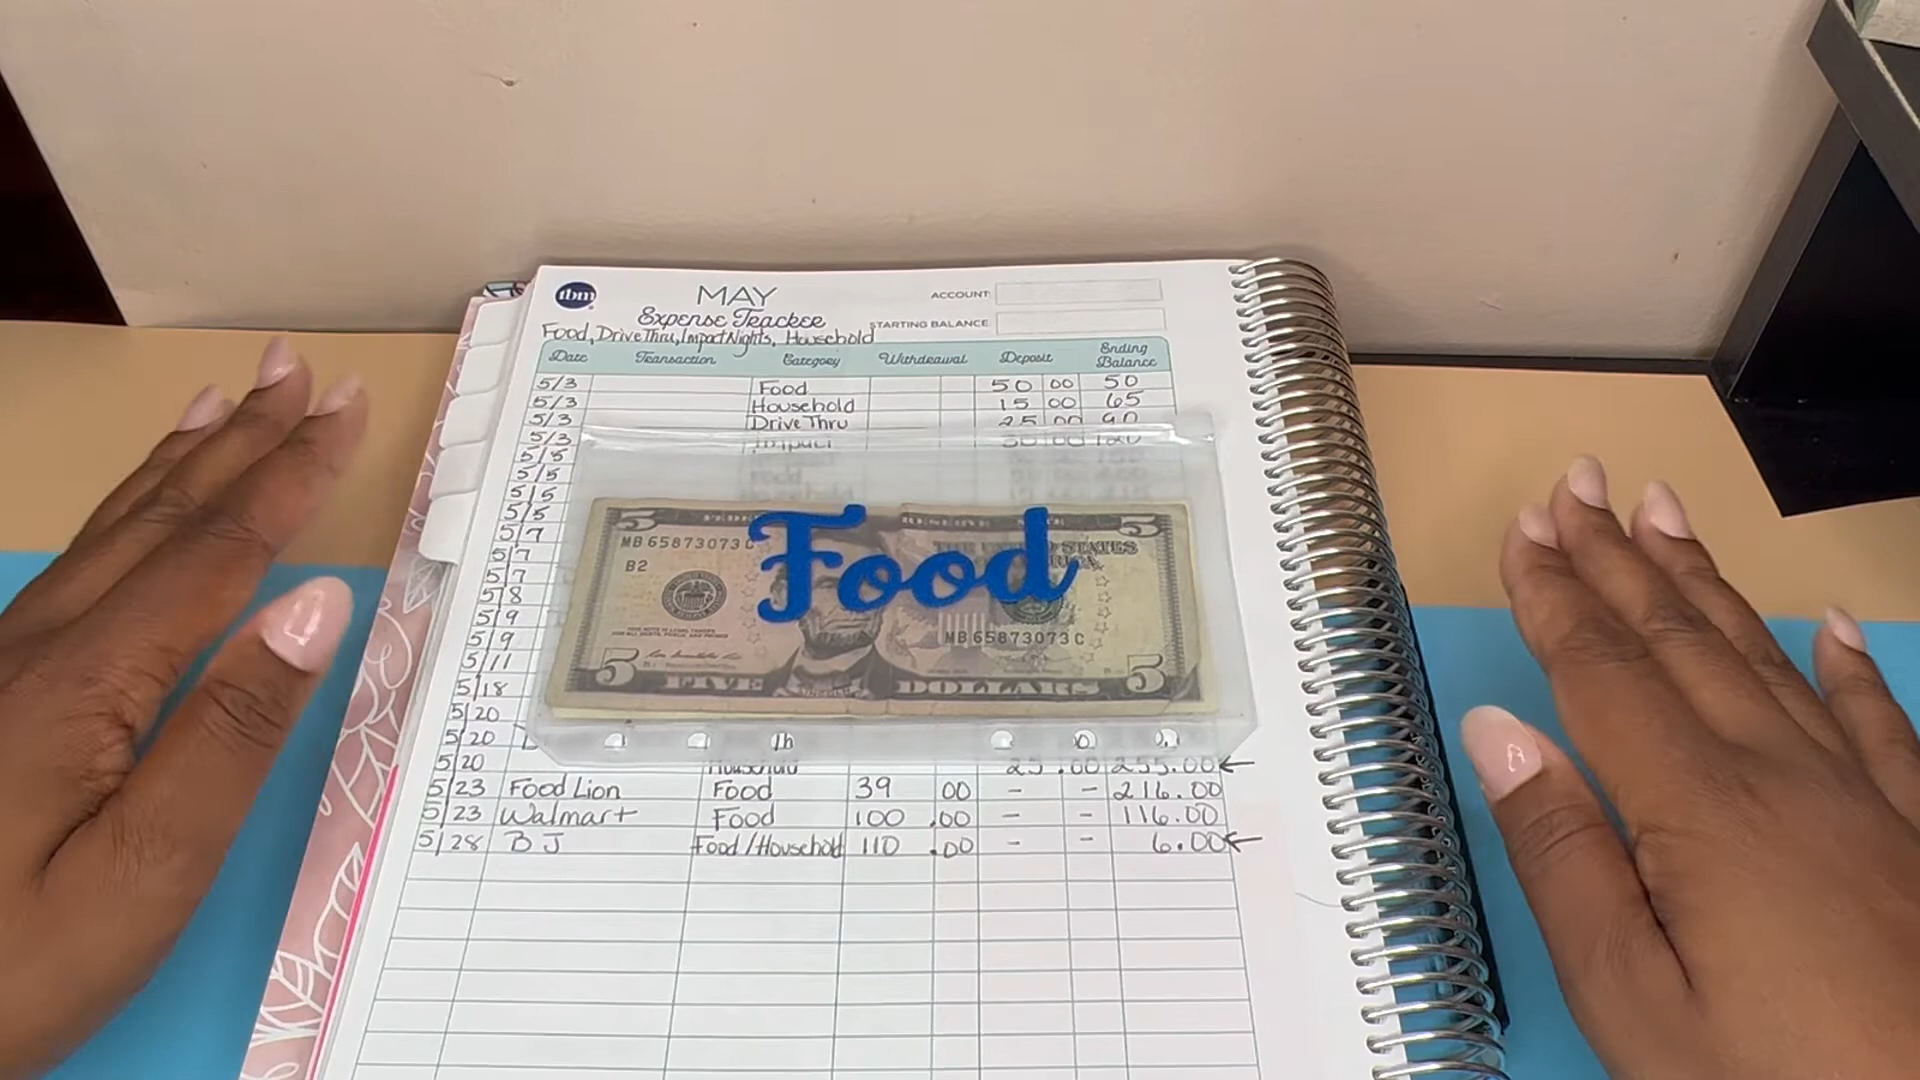 tbm
MAY
Expense Tracker
ACCOUNT:
STARTING BALANCE
Food, Drive Thru, Impact Nights, Household
Date Transaction Category Withdrawal Deposit Ending Balance
5/3 Food 50 00 50
5/3 Household 15 00 65
5/3 Drive Thru 25 00 90
5/3
5/5
5/5
5/5
5/5
5/7
5/7
5/7
5/8
5/9
5/9
5/11
5/18
5/20
5/20
5/20 Household 25.00 255.00
5/23 Food Lion Food 39 00 - - 216.00
5/23 Walmart Food 100.00 - - 116.00
5/28 BJ Food/Household 110.00 - - 6.00
Food
5 5
MB 65873073 C
B2
MB 65873073 C
5 FIVE DOLLARS 5